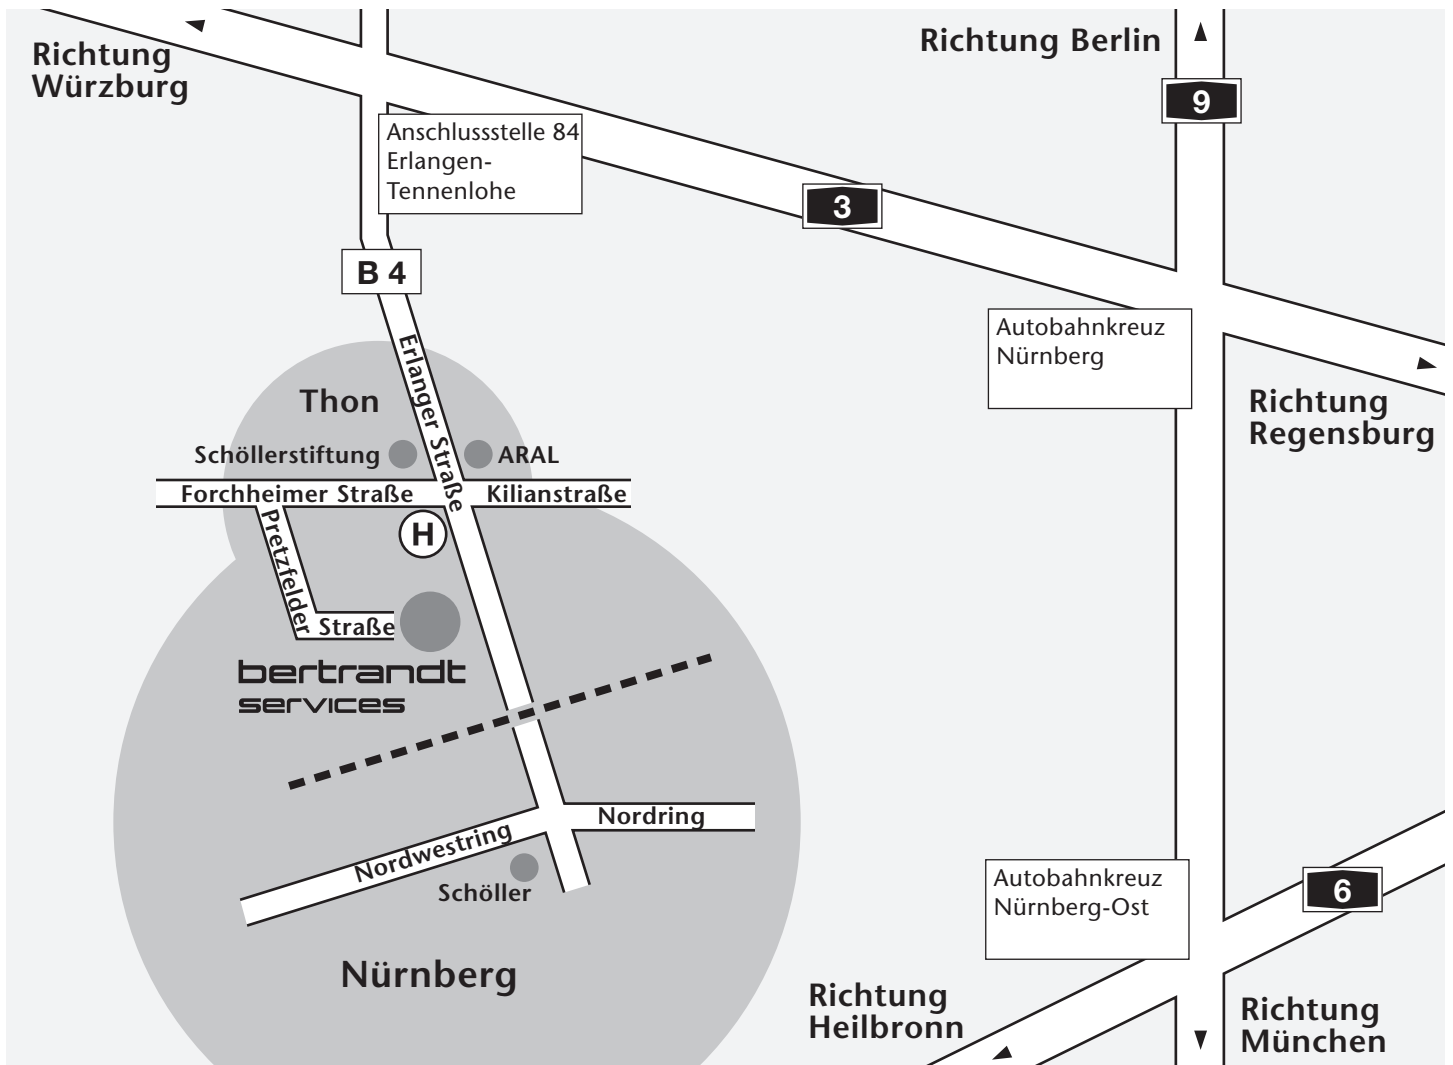 Richtung
Würzburg
Richtung Berlin
9
Anschlussstelle 84
Erlangen-
Tennenlohe
3
B 4
Autobahnkreuz
Nürnberg
Richtung
Regensburg
Erlanger Straße
Thon
Schöllerstiftung
ARAL
Forchheimer Straße
Kilianstraße
H
Pretzfelder
Straße
bertrandt
services
Nordring
Nordwestring
Schöller
Nürnberg
Autobahnkreuz
Nürnberg-Ost
6
Richtung
Heilbronn
Richtung
München